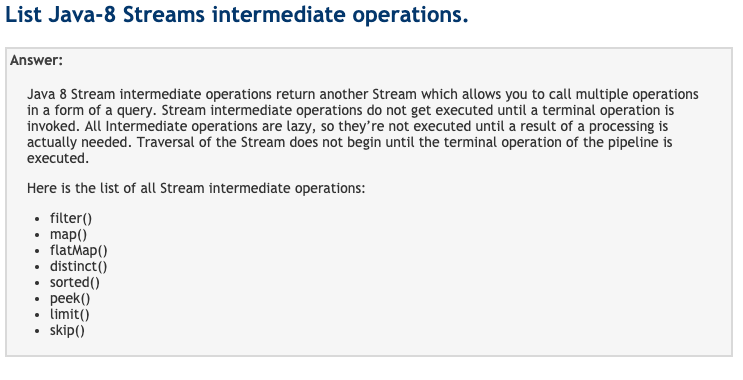 List Java-8 Streams intermediate operations.
Answer:
Java 8 Stream intermediate operations return another Stream which allows you to call multiple operations
in a form of a query. Stream intermediate operations do not get executed until a terminal operation is
invoked. All Intermediate operations are lazy, so they’re not executed until a result of a processing is
actually needed. Traversal of the Stream does not begin until the terminal operation of the pipeline is
executed.
Here is the list of all Stream intermediate operations:
• filter()
• map()
• flatMap()
• distinct()
• sorted()
• peek()
• limit()
• skip()